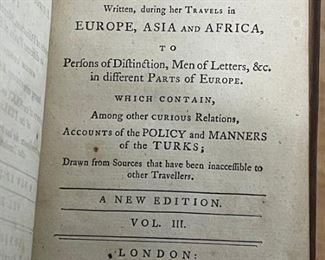 Written, during her TRAVELS in
EUROPE, ASIA AND AFRICA,
TO
Persons of Distinction, Men of Letters, &c.
in different PARTS of EUROPE.
WHICH CONTAIN,
Among other CURIOUS Relations,
ACCOUNTS of the POLICY and MANNERS
of the TURKS;
Drawn from Sources that have been inaccessible to
other Travellers.
A NEW EDITION.
VOL. III.
LONDON: